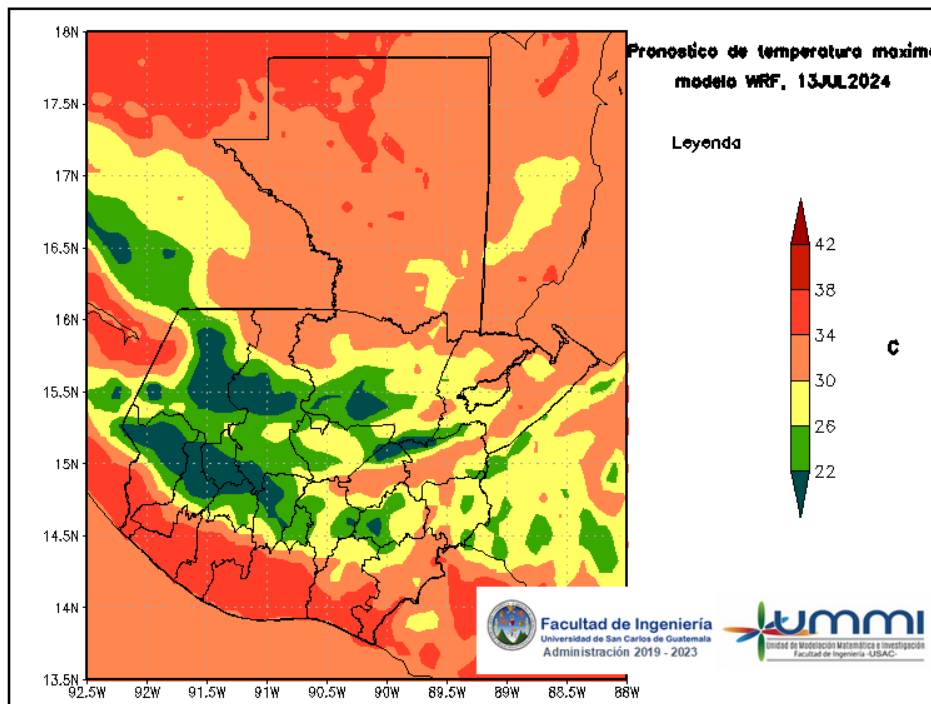 Pronostico de temperatura maxima
modelo WRF, 13JUL2024
Leyenda
42
38
34
30
26
22
C
18N
17.5N
17N
16.5N
16N
15.5N
15N
14.5N
14N
13.5N
92.5W 92W 91.5W 91W 90.5W 90W 89.5W 89W 88.5W 88W
Facultad de Ingeniería
Universidad de San Carlos de Guatemala
Administración 2019 - 2023
ummi
Unidad de Modelación Matemática e Investigación
Facultad de Ingeniería -USAC-